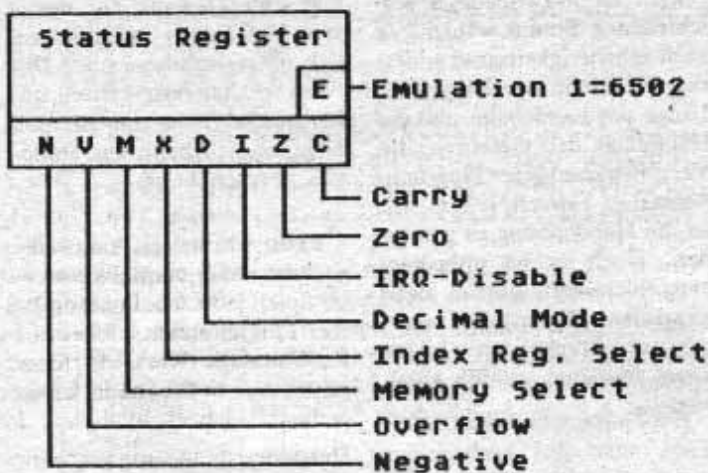 Status Register
E Emulation 1=6502
N V M X D I Z C
Carry
Zero
IRQ-Disable
Decimal Mode
Index Reg. Select
Memory Select
Overflow
Negative